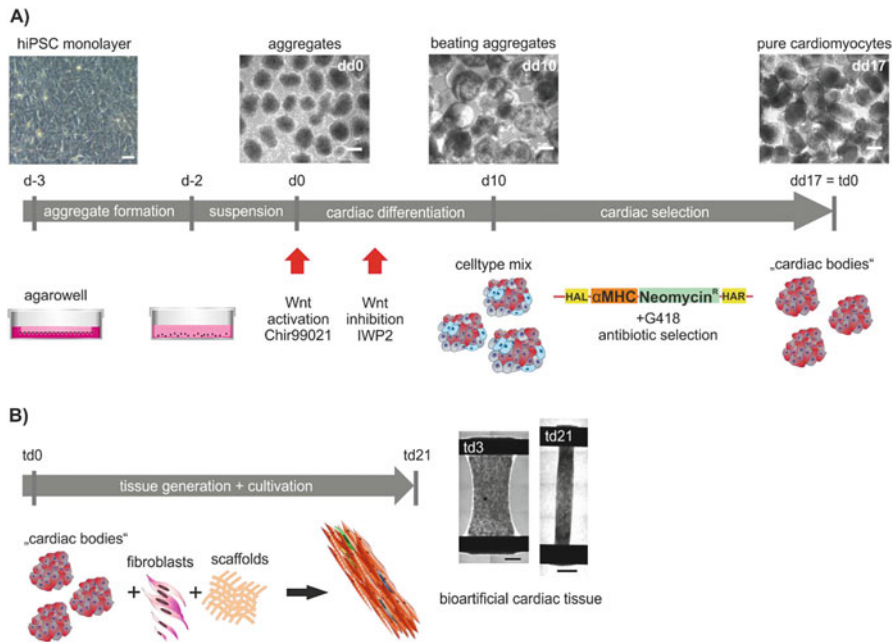 A)
hiPSC monolayer
aggregates
beating aggregates
pure cardiomyocytes
dd0
dd10
dd17
d-3
d-2
d0
d10
dd17 = td0
aggregate formation
suspension
cardiac differentiation
cardiac selection
agarowell
Wnt
activation
Chir99021
Wnt
inhibition
IWP2
celltype mix
HAL
αMHC
Neomycinᴿ
HAR
+G418
antibiotic selection
„cardiac bodies“
B)
td0
td21
tissue generation + cultivation
„cardiac bodies“
+
fibroblasts
+
scaffolds
td3
td21
bioartificial cardiac tissue